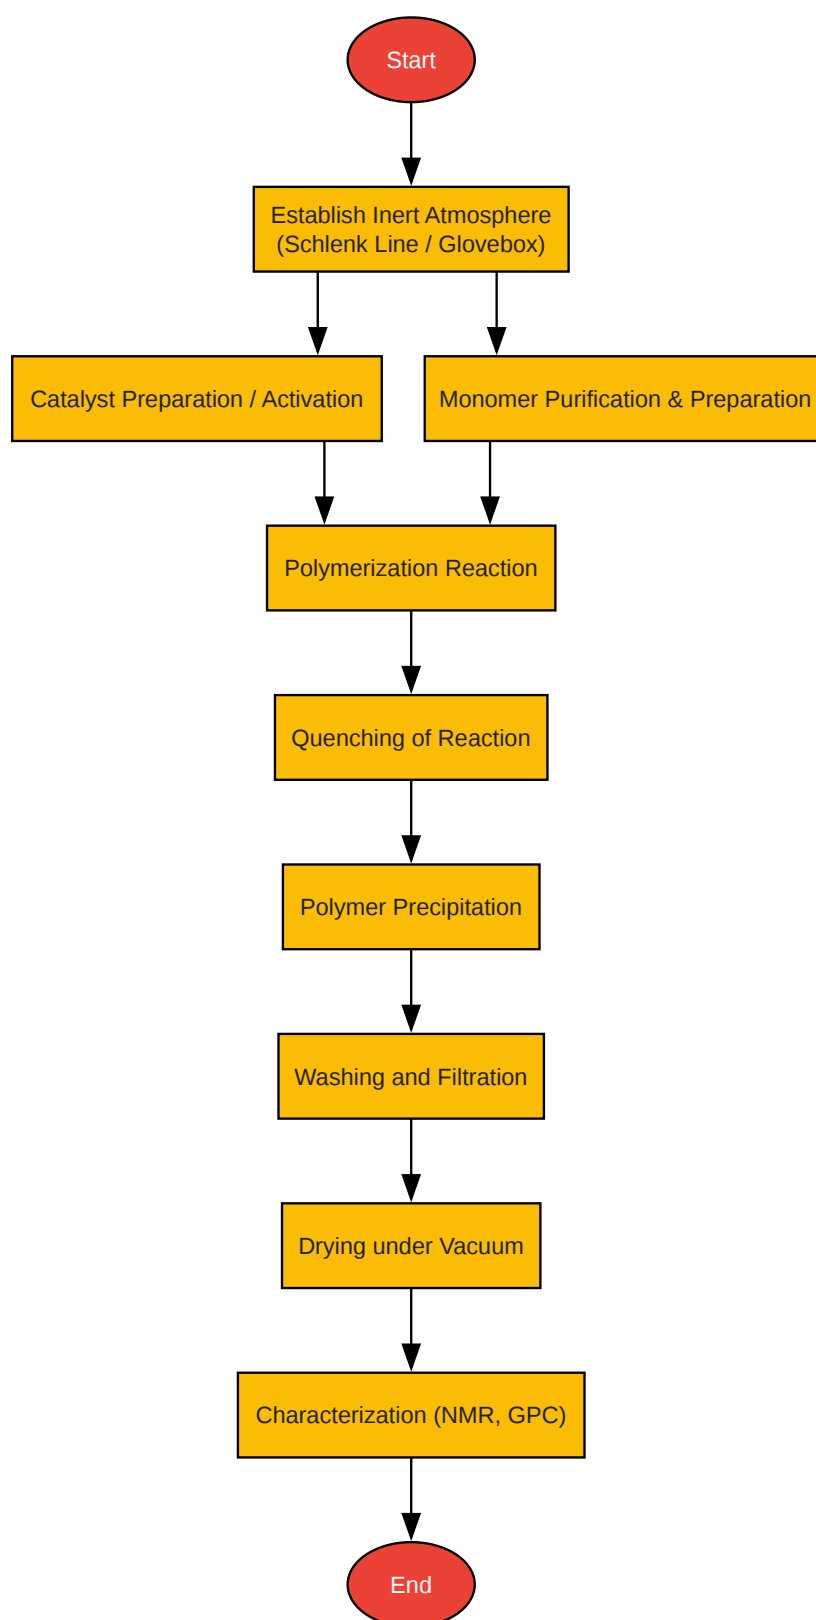 Start
Establish Inert Atmosphere
(Schlenk Line / Glovebox)
Catalyst Preparation / Activation
Monomer Purification & Preparation
Polymerization Reaction
Quenching of Reaction
Polymer Precipitation
Washing and Filtration
Drying under Vacuum
Characterization (NMR, GPC)
End